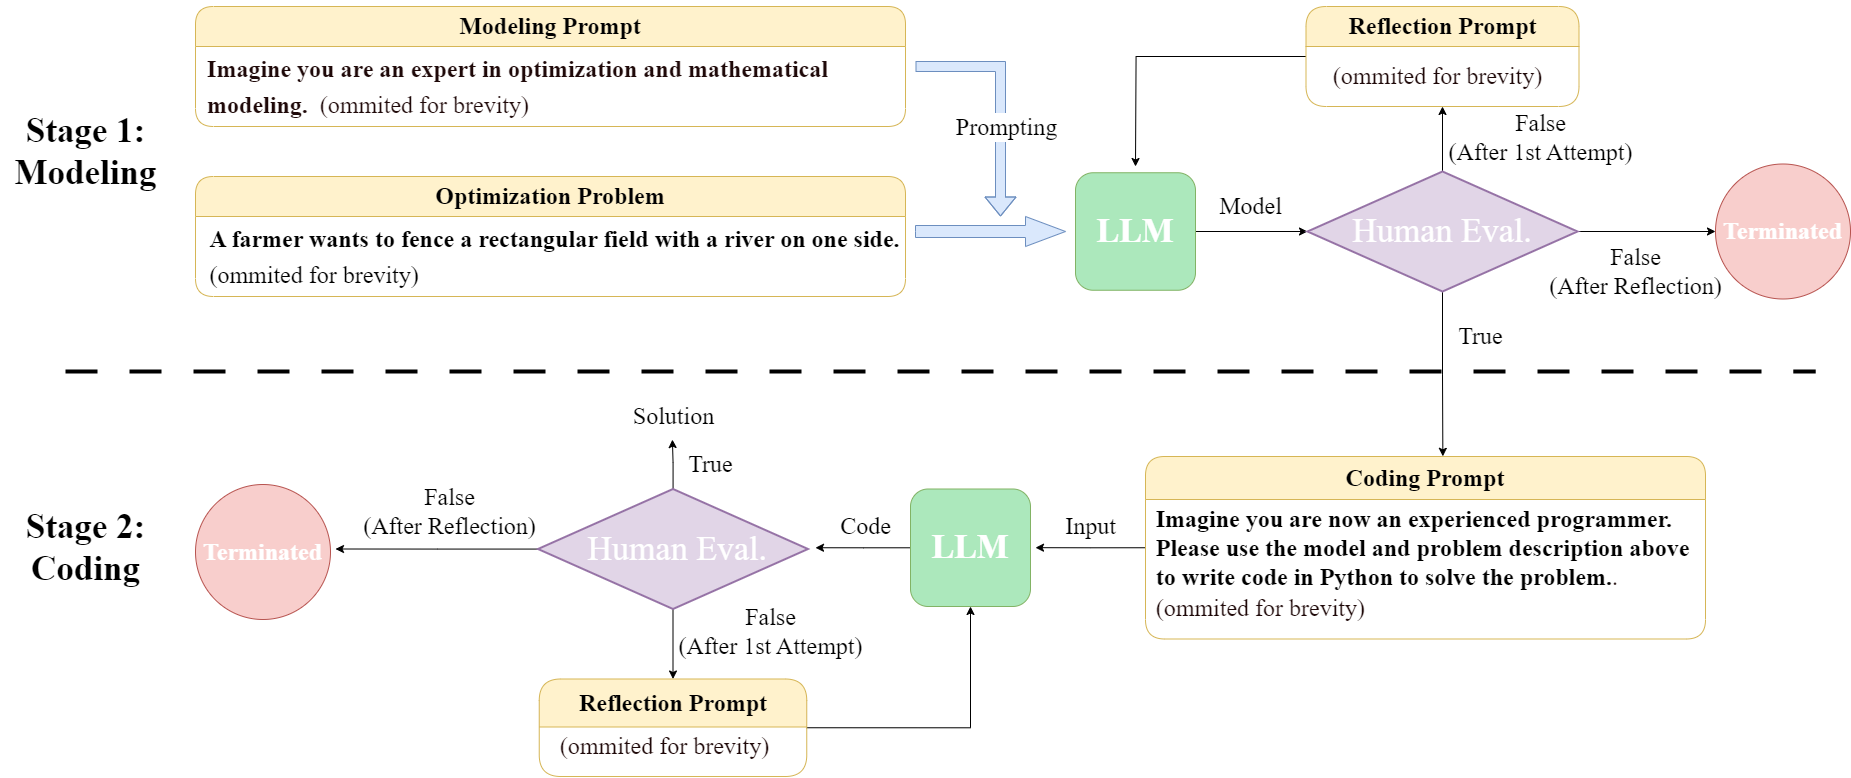 Stage 1:
Modeling
Modeling Prompt
Imagine you are an expert in optimization and mathematical
modeling. (ommited for brevity)
Optimization Problem
A farmer wants to fence a rectangular field with a river on one side.
(ommited for brevity)
Prompting
LLM
Model
Human Eval.
Reflection Prompt
(ommited for brevity)
False
(After 1st Attempt)
False
(After Reflection)
Terminated
True
Stage 2:
Coding
Coding Prompt
Imagine you are now an experienced programmer.
Please use the model and problem description above
to write code in Python to solve the problem..
(ommited for brevity)
Input
LLM
Code
Human Eval.
True
Solution
False
(After Reflection)
Terminated
False
(After 1st Attempt)
Reflection Prompt
(ommited for brevity)